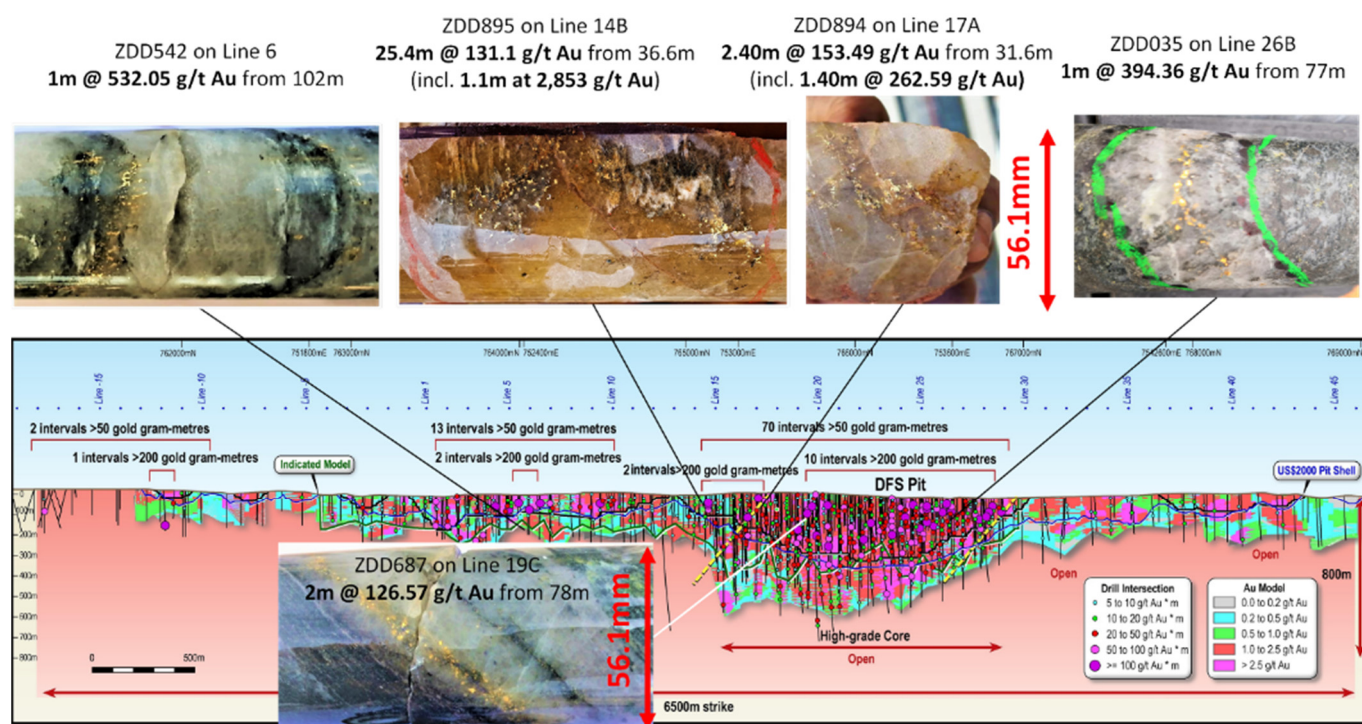 ZDD542 on Line 6
1m @ 532.05 g/t Au from 102m
ZDD895 on Line 14B
25.4m @ 131.1 g/t Au from 36.6m
(incl. 1.1m at 2,853 g/t Au)
ZDD894 on Line 17A
2.40m @ 153.49 g/t Au from 31.6m
(incl. 1.40m @ 262.59 g/t Au)
ZDD035 on Line 26B
1m @ 394.36 g/t Au from 77m
56.1mm
762000mN
763000mN
764000mN
752400mE
765000mN
753000mE
766000mN
753600mE
767000mN
768000mN
769000mN
Line -15
Line -10
Line 1
Line 5
Line 10
Line 15
Line 20
Line 25
Line 30
Line 35
Line 40
Line 45
2 intervals >50 gold gram-metres
13 intervals >50 gold gram-metres
70 intervals >50 gold gram-metres
1 intervals >200 gold gram-metres
Indicated Model
2 intervals >200 gold gram-metres
2 intervals>200 gold gram-metres
10 intervals >200 gold gram-metres
DFS Pit
US$2000 Pit Shell
ZDD687 on Line 19C
2m @ 126.57 g/t Au from 78m
56.1mm
Open
Open
800m
High-grade Core
Open
0
500m
6500m strike
Drill Intersection
5 to 10 g/t Au * m
10 to 20 g/t Au * m
20 to 50 g/t Au * m
50 to 100 g/t Au * m
>= 100 g/t Au * m
Au Model
0.0 to 0.2 g/t Au
0.2 to 0.5 g/t Au
0.5 to 1.0 g/t Au
1.0 to 2.5 g/t Au
> 2.5 g/t Au